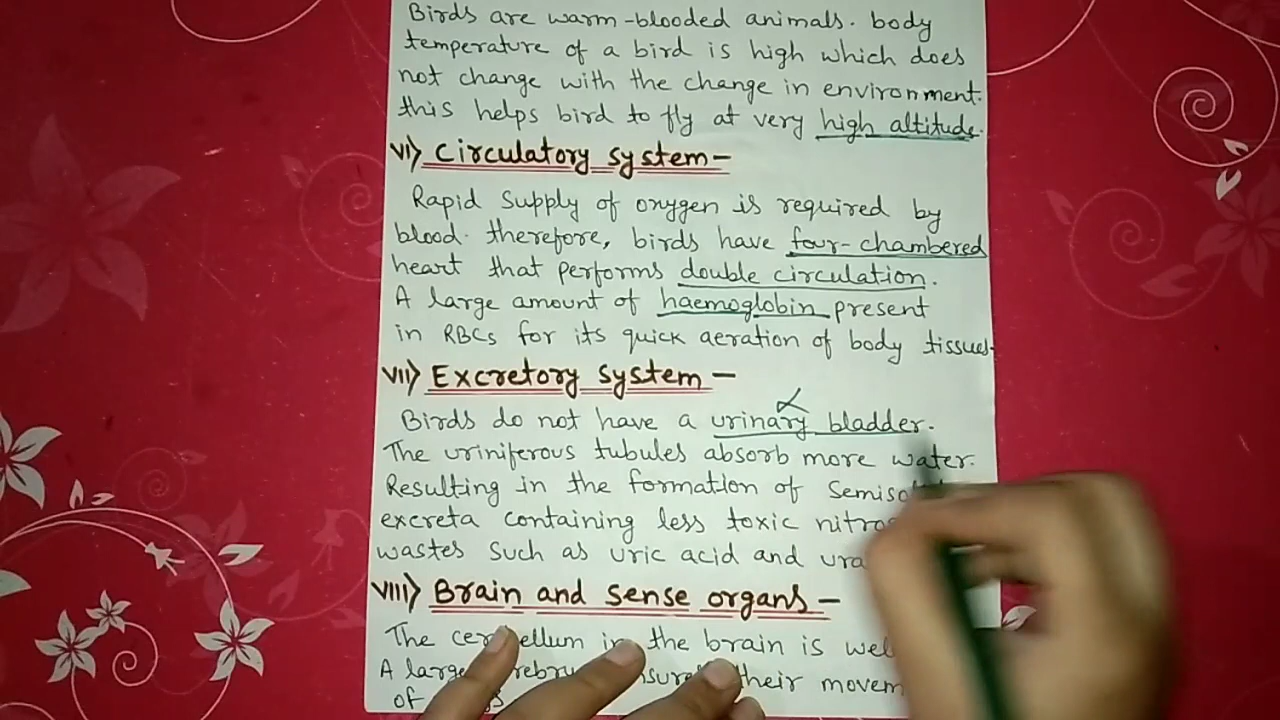 Birds are warm-blooded animals. body
temperature of a bird is high which does
not change with the change in environment.
this helps bird to fly at very high altitude.
VI) Circulatory system-
Rapid supply of oxygen is required by
blood. therefore, birds have four-chambered
heart that performs double circulation.
A large amount of haemoglobin present
in RBCs for its quick aeration of body tissues.
VII) Excretory system-
Birds do not have a urinary bladder.
The uriniferous tubules absorb more water.
Resulting in the formation of
excreta containing less toxic
wastes such as uric acid and
VIII) Brain and sense organs-
The in the brain is
A their
of